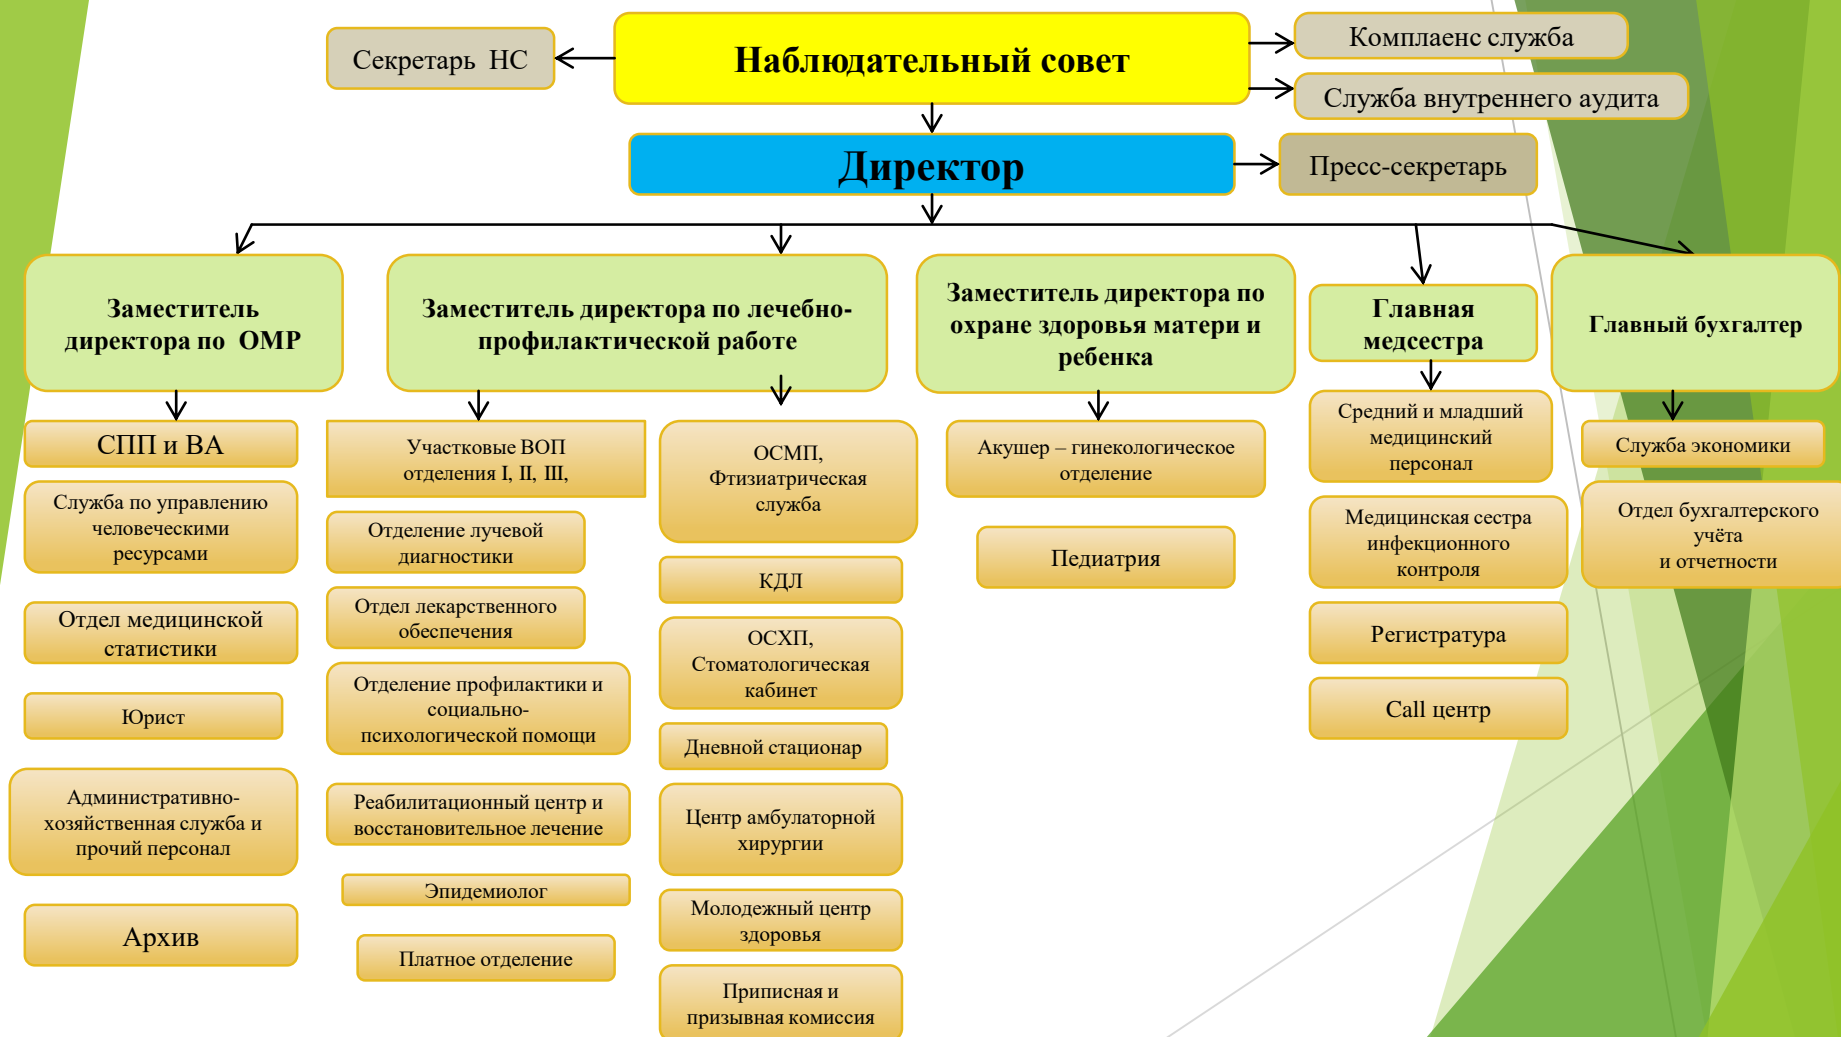 Секретарь НС
Наблюдательный совет
Комплаенс служба
Служба внутреннего аудита
Директор
Пресс-секретарь
Заместитель
директора по ОМР
Заместитель директора по лечебно-
профилактической работе
Заместитель директора по
охране здоровья матери и
ребенка
Главная
медсестра
Главный бухгалтер
СПП и ВА
Служба по управлению
человеческими
ресурсами
Отдел медицинской
статистики
Юрист
Административно-
хозяйственная служба и
прочий персонал
Архив
Участковые ВОП
отделения I, II, III,
Отделение лучевой
диагностики
Отдел лекарственного
обеспечения
Отделение профилактики и
социально-
психологической помощи
Реабилитационный центр и
восстановительное лечение
Эпидемиолог
Платное отделение
ОСМП,
Фтизиатрическая
служба
КДЛ
ОСХП,
Стоматологическая
кабинет
Дневной стационар
Центр амбулаторной
хирургии
Молодежный центр
здоровья
Приписная и
призывная комиссия
Акушер – гинекологическое
отделение
Педиатрия
Средний и младший
медицинский
персонал
Медицинская сестра
инфекционного
контроля
Регистратура
Call центр
Служба экономики
Отдел бухгалтерского
учёта
и отчетности